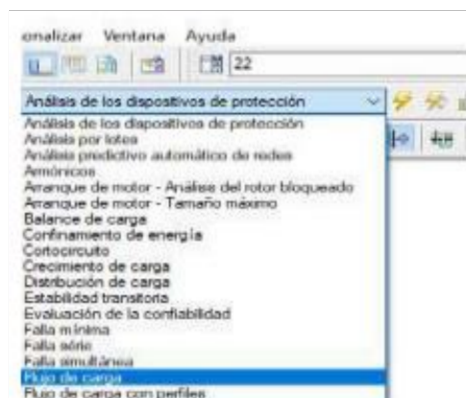 onalizar Ventana Ayuda
22
Análisis de los dispositivos de protección
Análisis de los dispositivos de protección
Análisis por lotes
Análisis predictivo automático de redes
Armónicos
Arranque de motor - Análisis del rotor bloqueado
Arranque de motor - Tamaño máximo
Balance de carga
Confinamiento de energía
Cortocircuito
Crecimiento de carga
Distribución de carga
Estabilidad transitoria
Evaluación de la confiabilidad
Falla mínima
Falla série
Falla simultánea
Flujo de carga
Flujo de carga con perfiles